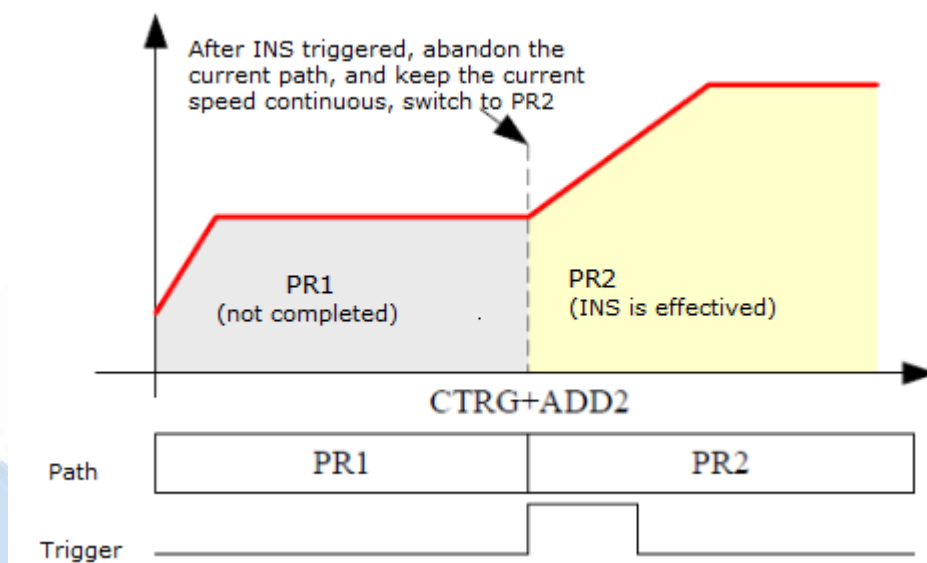 After INS triggered, abandon the
current path, and keep the current
speed continuous, switch to PR2
PR1
(not completed)
PR2
(INS is effectived)
CTRG+ADD2
Path
PR1
PR2
Trigger